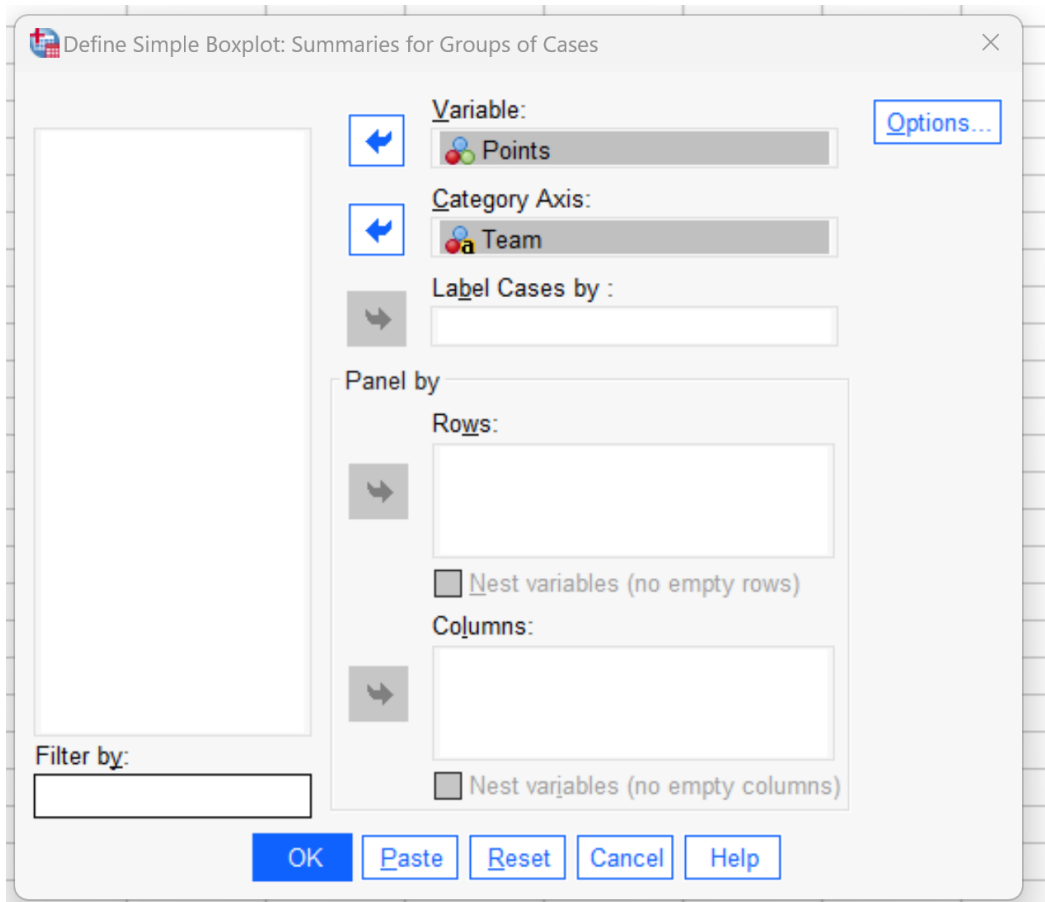 Define Simple Boxplot: Summaries for Groups of Cases
Variable:
Points
Options...
Category Axis:
a Team
Label Cases by :
Panel by
Rows:
Nest variables (no empty rows)
Columns:
Nest variables (no empty columns)
Filter by:
OK
Paste
Reset
Cancel
Help